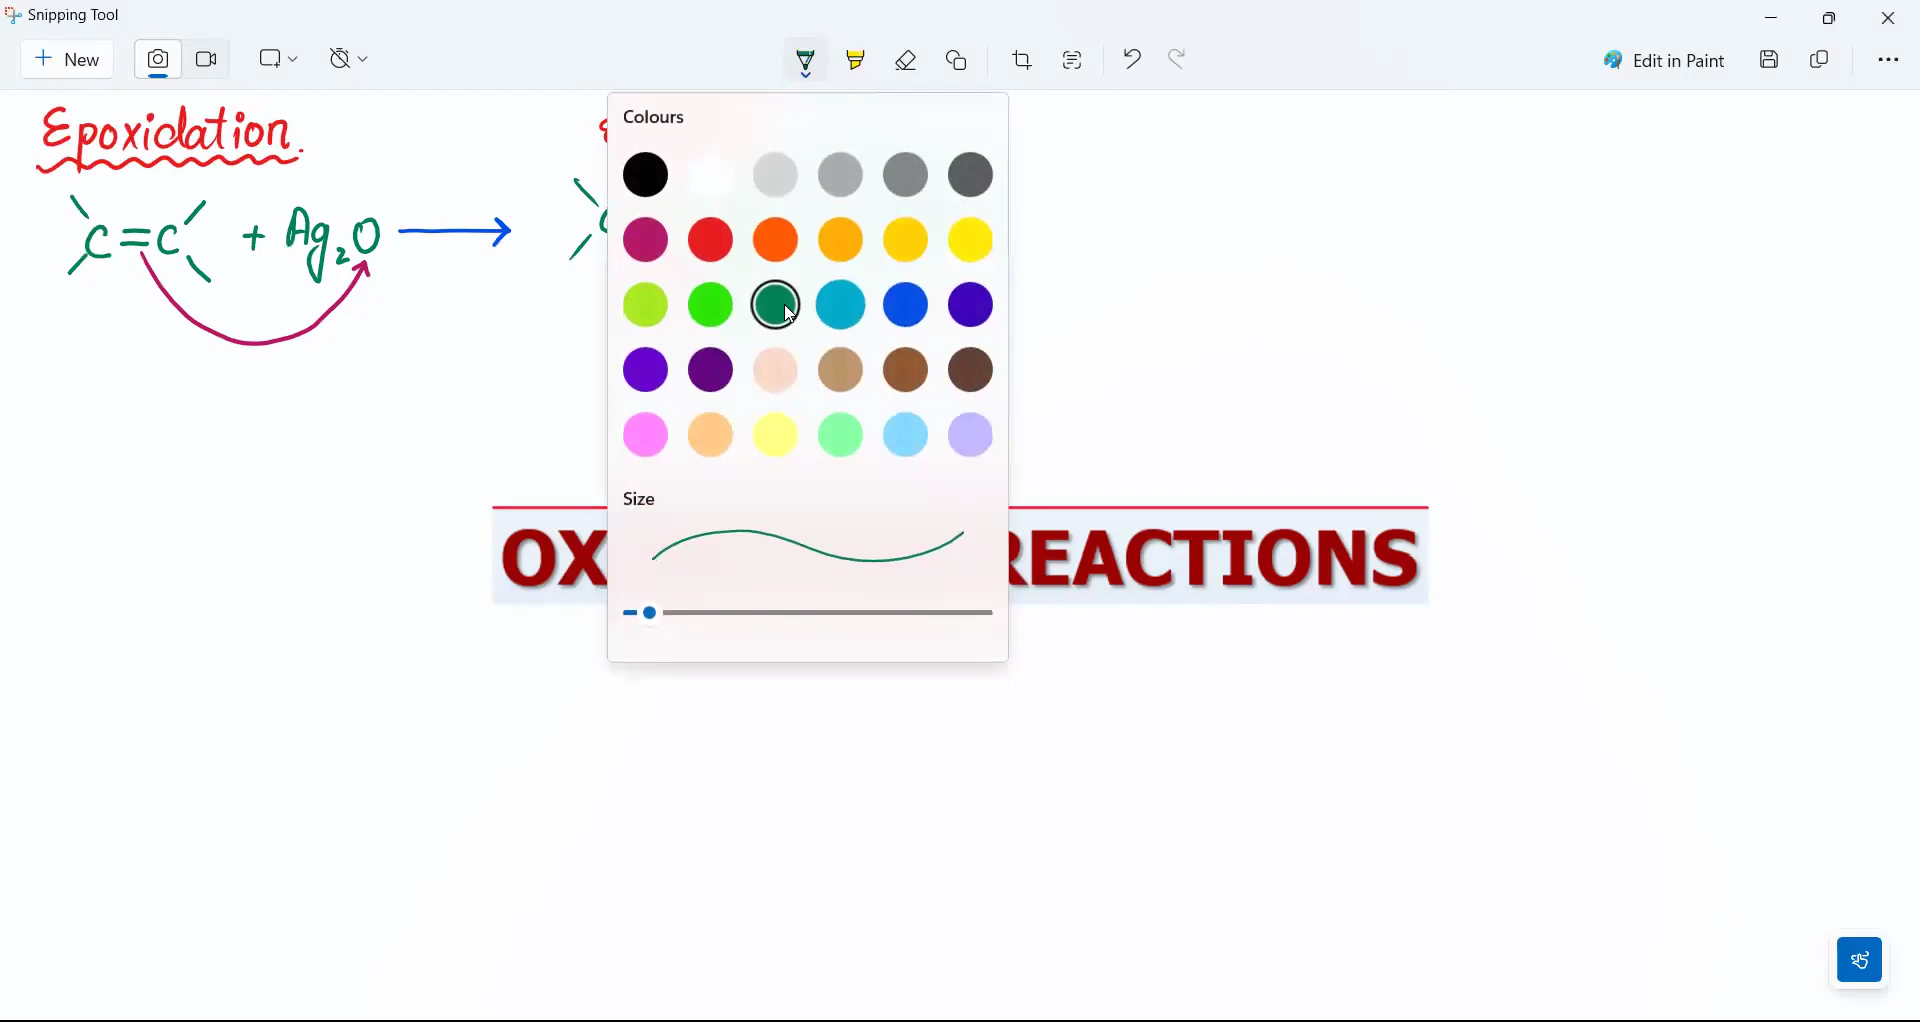 Snipping Tool
New
Edit in Paint
Colours
Epoxidation.
C=C + Ag₂O ⟶
Size
OX REACTIONS